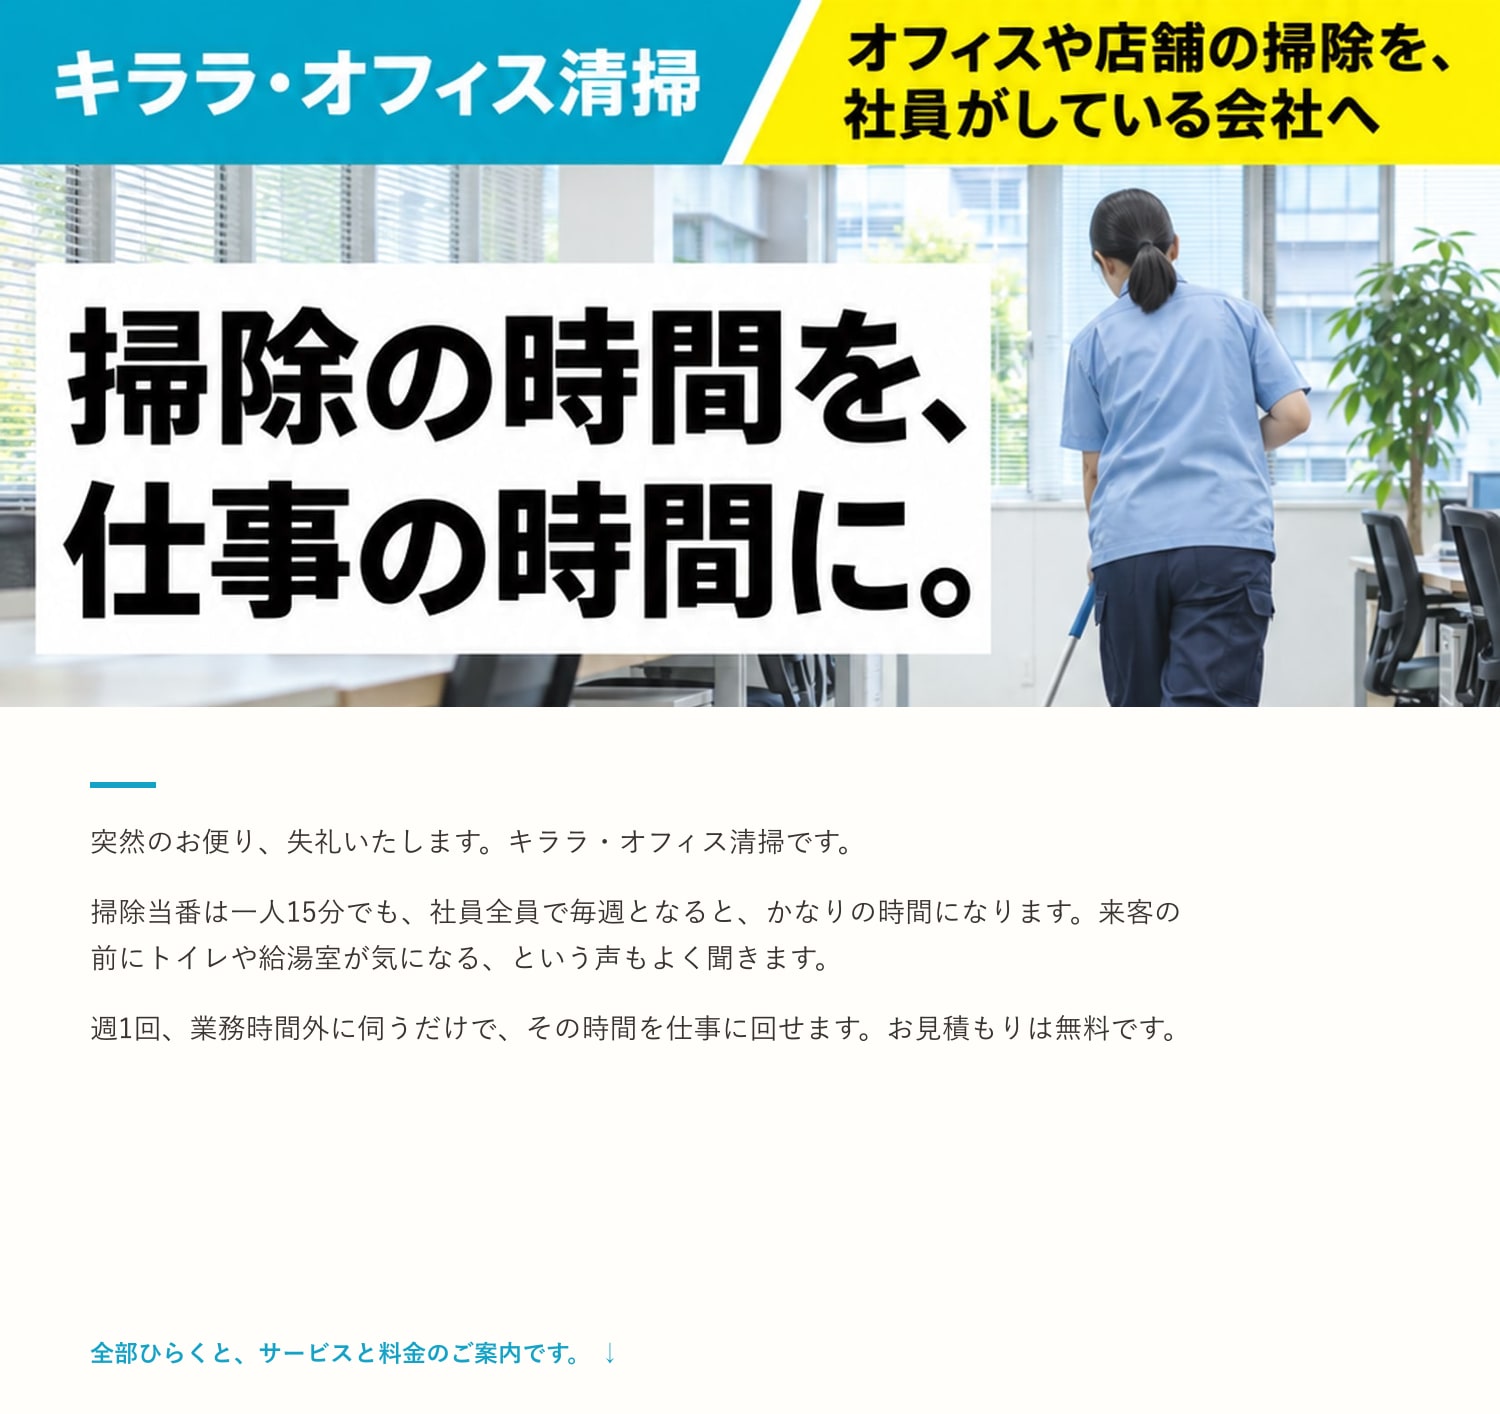 キララ・オフィス清掃
オフィスや店舗の掃除を、
社員がしている会社へ
掃除の時間を、
仕事の時間に。
突然のお便り、失礼いたします。キララ・オフィス清掃です。
掃除当番は一人15分でも、社員全員で毎週となると、かなりの時間になります。来客の
前にトイレや給湯室が気になる、という声もよく聞きます。
週1回、業務時間外に伺うだけで、その時間を仕事に回せます。お見積もりは無料です。
全部ひらくと、サービスと料金のご案内です。 ↓